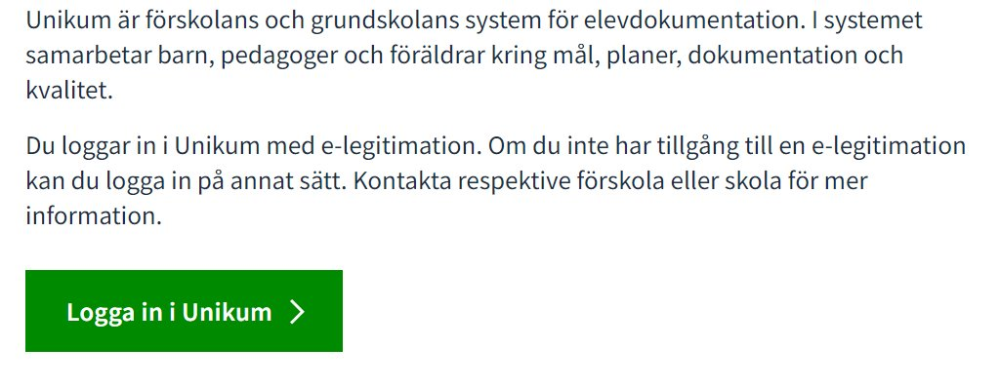 Unikum är förskolans och grundskolans system för elevdokumentation. I systemet
samarbetar barn, pedagoger och föräldrar kring mål, planer, dokumentation och
kvalitet.
Du loggar in i Unikum med e-legitimation. Om du inte har tillgång till en e-legitimation
kan du logga in på annat sätt. Kontakta respektive förskola eller skola för mer
information.
Logga in i Unikum